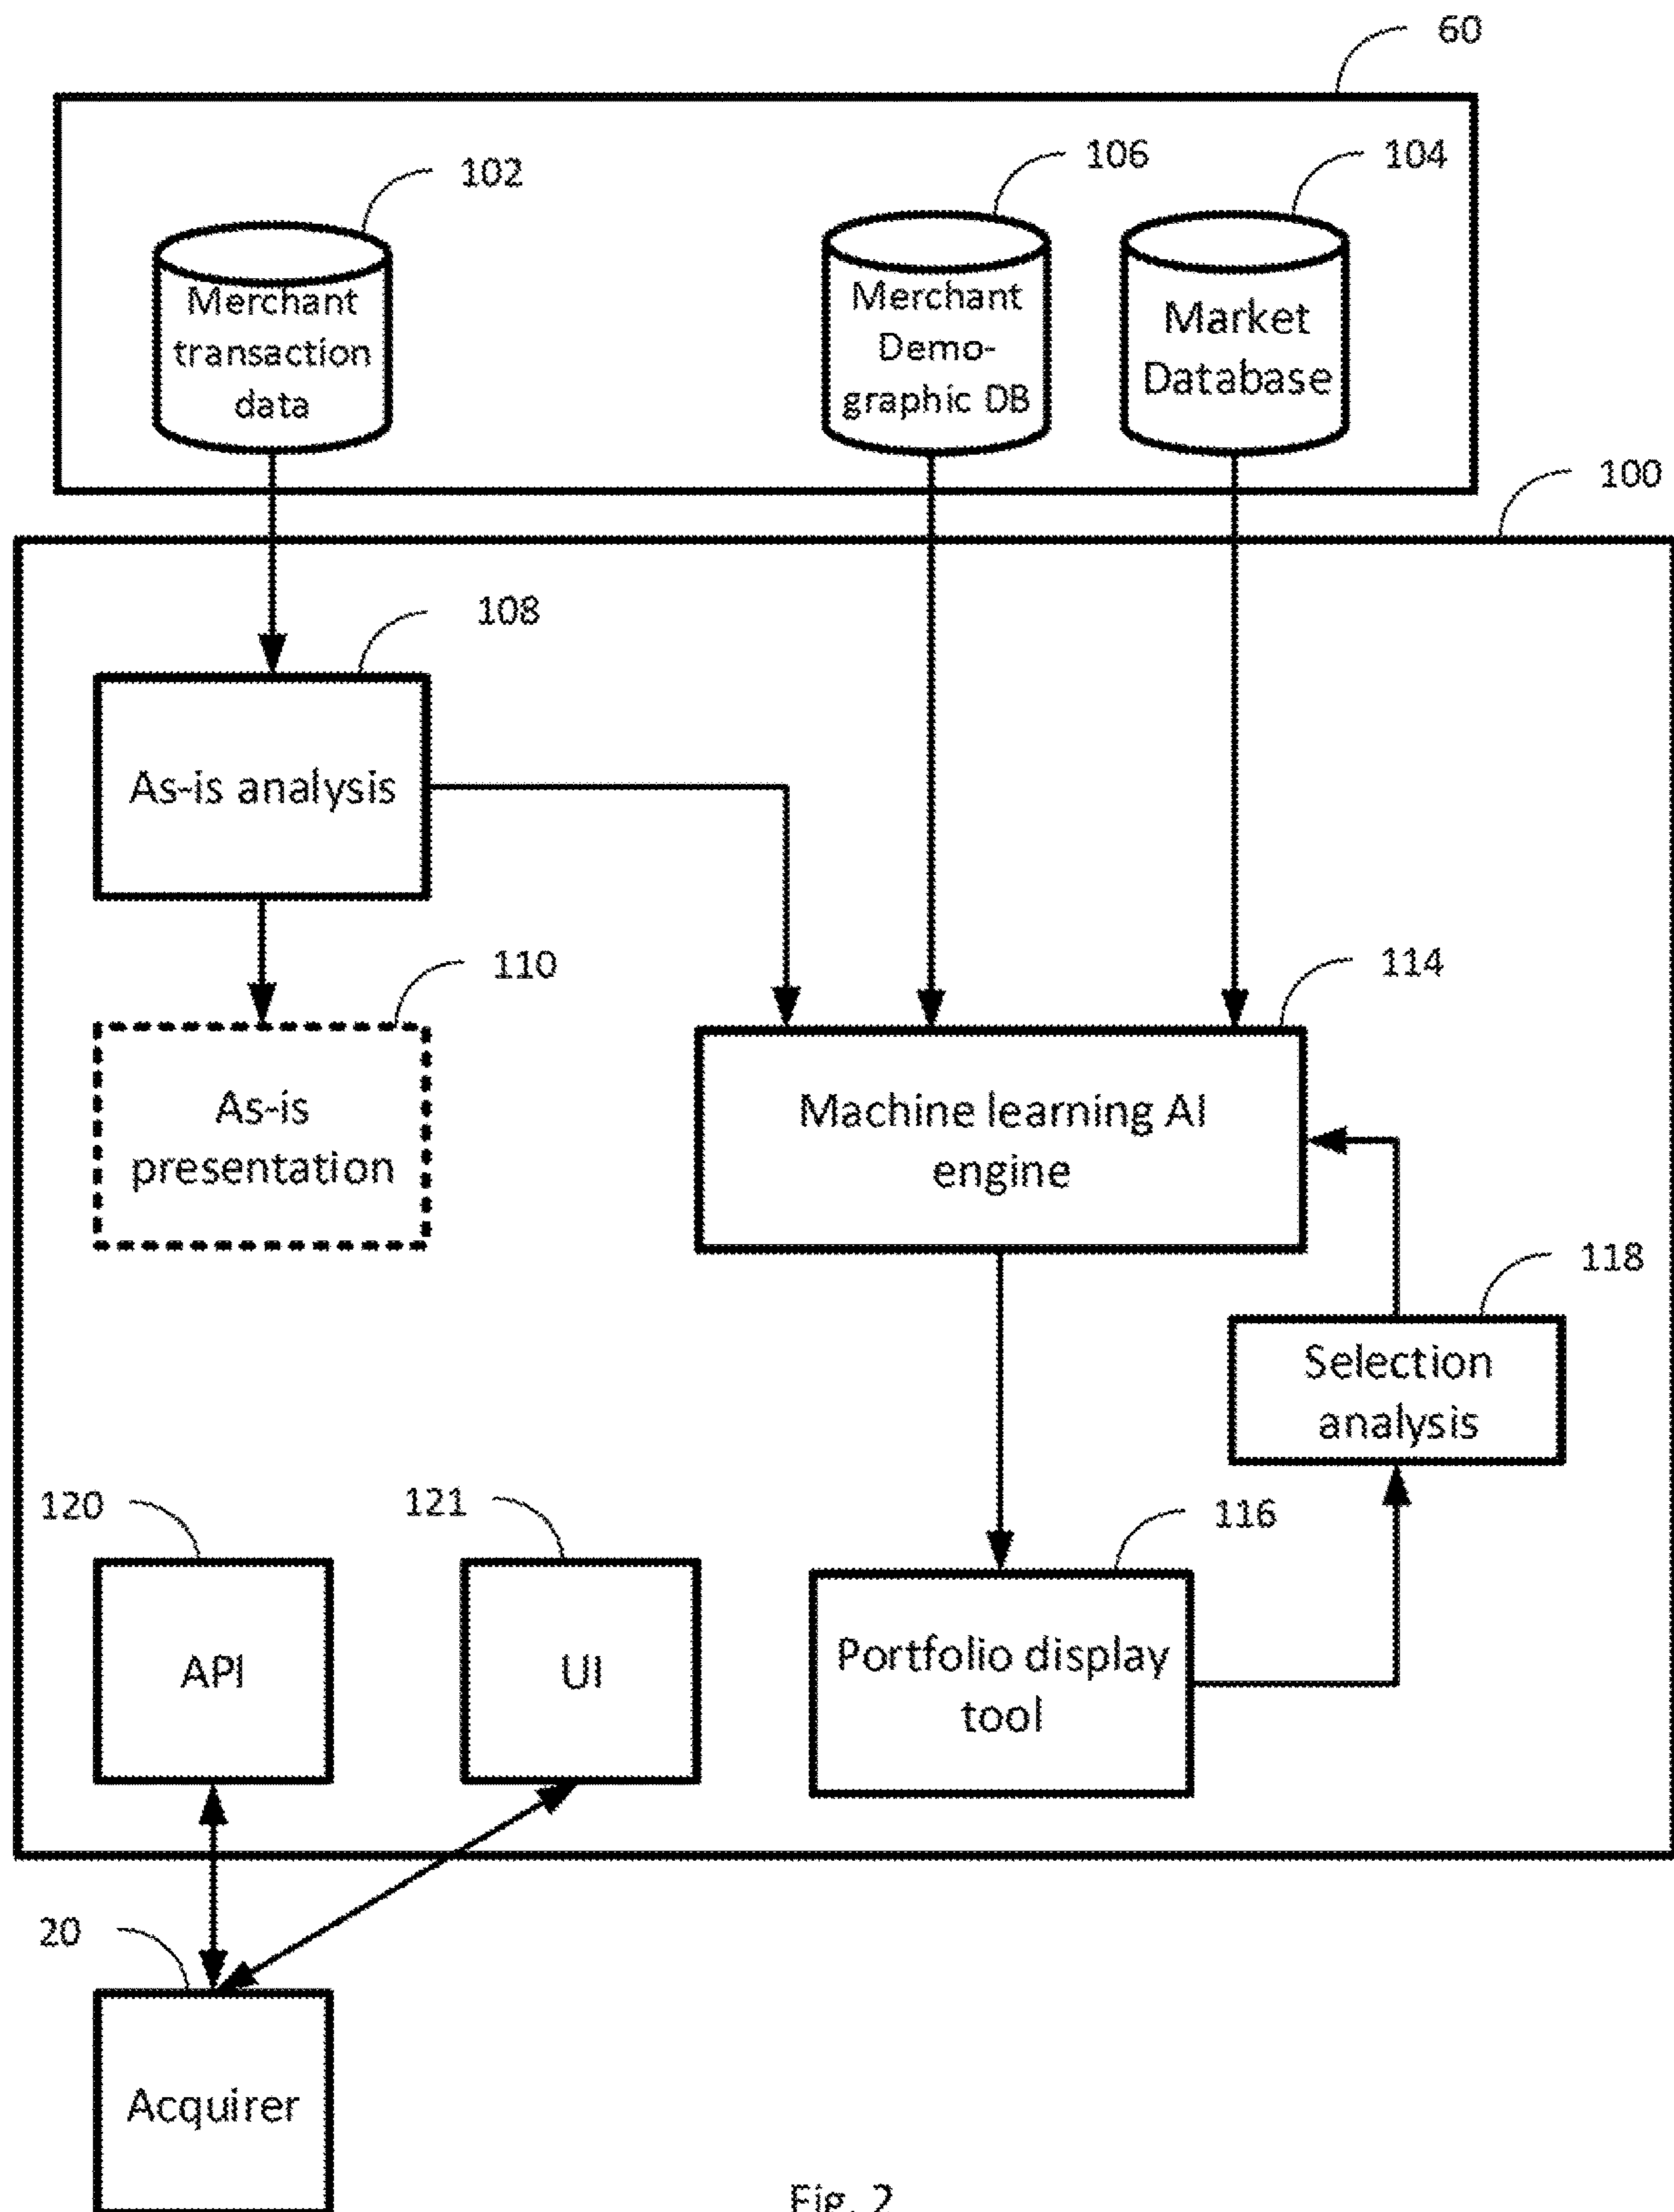 60
102
106
104
Merchant
transaction
data
Merchant
Demo-
graphic DB
Market
Database
100
108
As-is analysis
110
114
As-is
presentation
Machine learning AI
engine
118
Selection
analysis
120
121
116
API
UI
Portfolio display
tool
20
Acquirer
Fig. 2